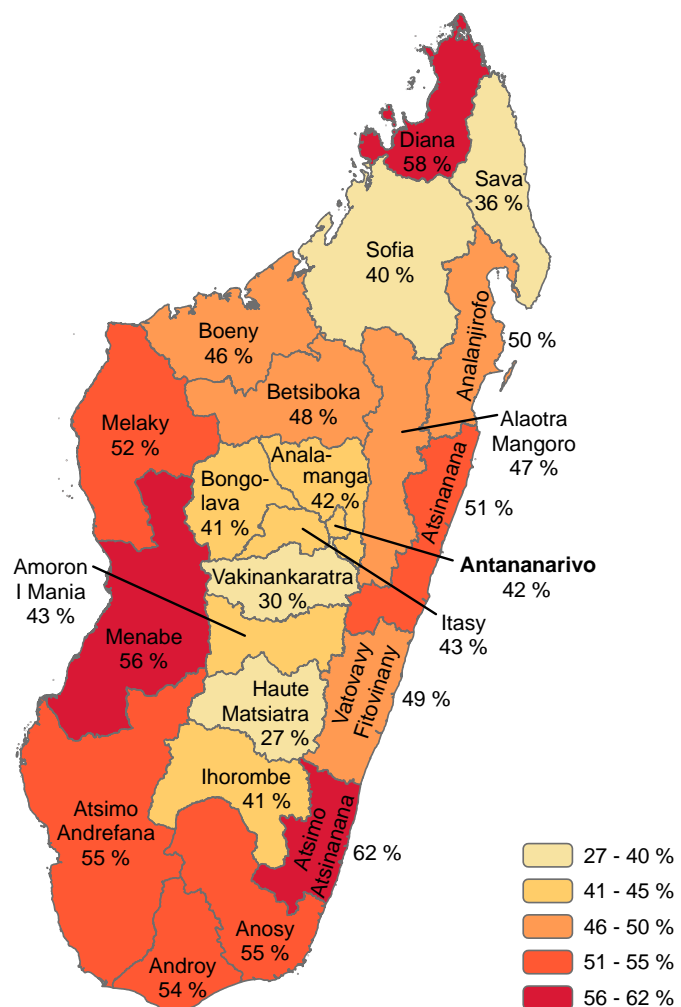 Diana
58 %
Sava
36 %
Sofia
40 %
Boeny
46 %
Analanjirofo
50 %
Betsiboka
48 %
Melaky
52 %
Alaotra
Mangoro
47 %
Anala-
manga
42 %
Bongo-
lava
41 %
Atsinanana
51 %
Antananarivo
42 %
Amoron
I Mania
43 %
Vakinankaratra
30 %
Itasy
43 %
Menabe
56 %
Haute
Matsiatra
27 %
Vatovavy
Fitovinany
49 %
Ihorombe
41 %
Atsimo
Andrefana
55 %
Atsimo
Atsinanana
62 %
Anosy
55 %
Androy
54 %
27 - 40 %
41 - 45 %
46 - 50 %
51 - 55 %
56 - 62 %